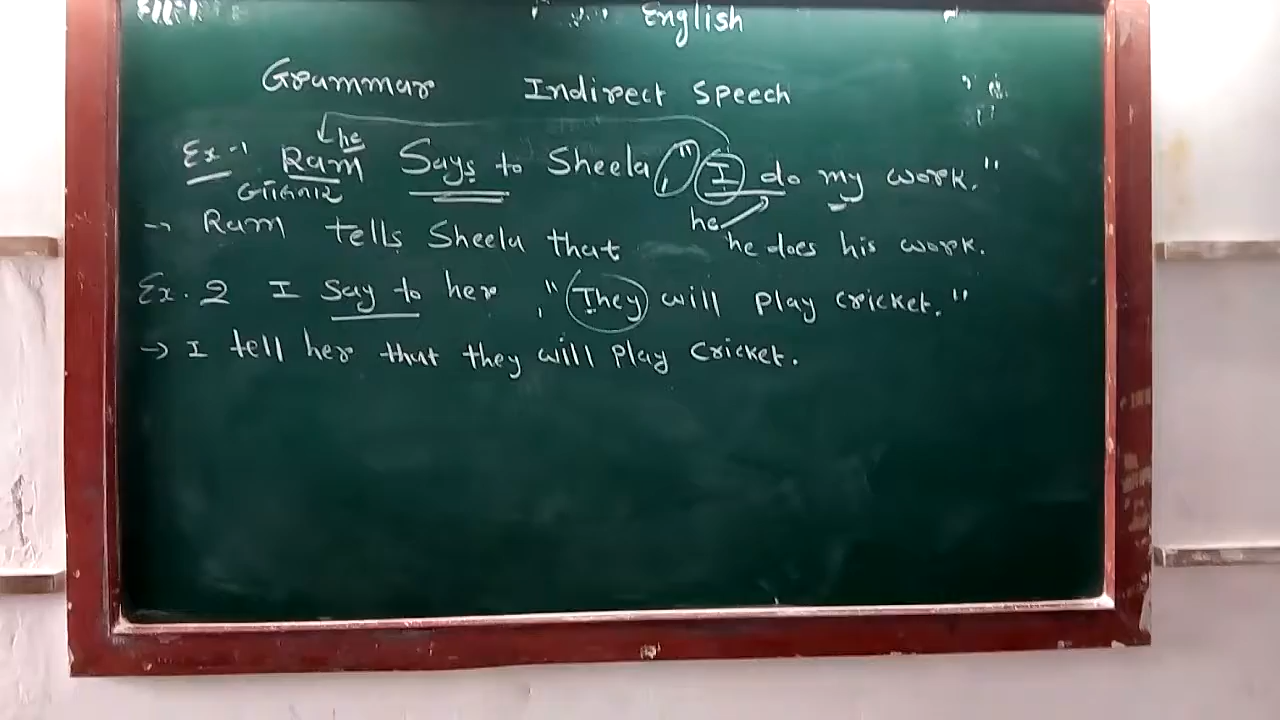 English
Grammar Indirect Speech
he
Ex-1 Ram Says to Sheela, "I do my work."
બોલનાર
he
→ Ram tells Sheela that he does his work.
Ex. 2 I say to her, "They will play cricket."
→ I tell her that they will play cricket.